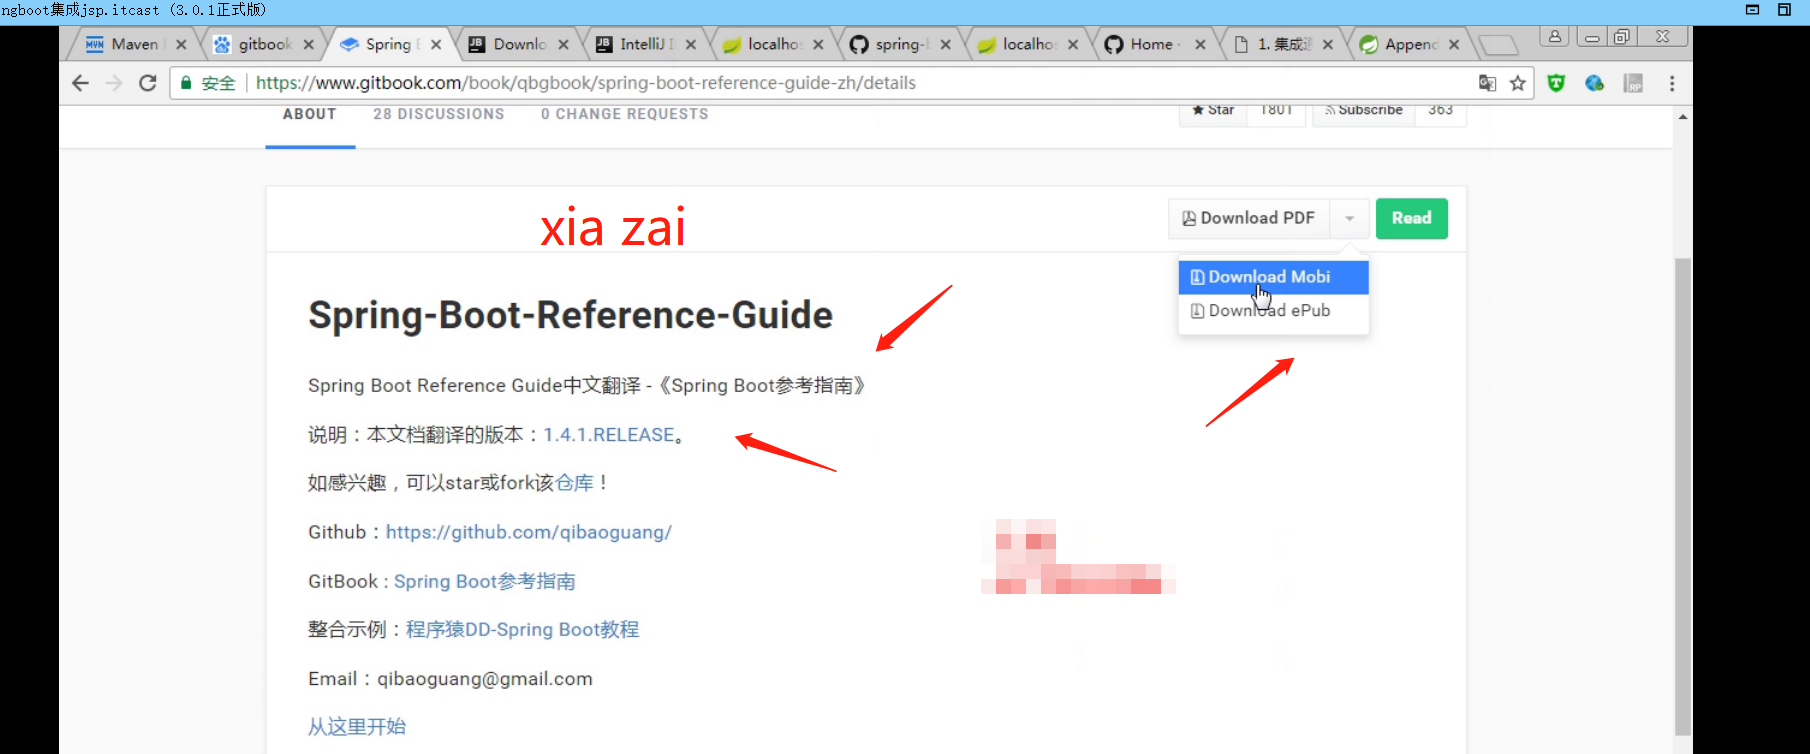 ngboot集成jsp.itcast (3.0.1正式版)
Maven
gitbook
Spring
Downlo
IntelliJ I
localho
spring-
localho
Home
1. 集成
Append
安全
https://www.gitbook.com/book/qbgbook/spring-boot-reference-guide-zh/details
ABOUT
28 DISCUSSIONS
0 CHANGE REQUESTS
Star
1801
Subscribe
363
xia zai
Download PDF
Read
Download Mobi
Download ePub
Spring-Boot-Reference-Guide
Spring Boot Reference Guide中文翻译 -《Spring Boot参考指南》
说明：本文档翻译的版本：1.4.1.RELEASE。
如感兴趣，可以star或fork该仓库！
Github：https://github.com/qibaoguang/
GitBook : Spring Boot参考指南
整合示例：程序猿DD-Spring Boot教程
Email：qibaoguang@gmail.com
从这里开始